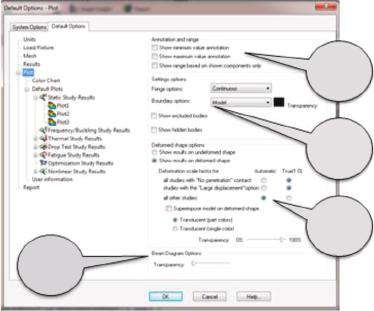 Default Options - Plot
System Options
Default Options
Units
Load/Fixture
Mesh
Results
Plot
Color Chart
Default Plots
Static Study Results
Plot1
Plot2
Plot3
Frequency/Buckling Study Results
Thermal Study Results
Drop Test Study Results
Fatigue Study Results
Optimization Study Results
Nonlinear Study Results
User information
Report
Annotation and range
Show minimum value annotation
Show maximum value annotation
Show range based on shown components only
Settings options
Fringe options: Continuous
Boundary options: Model
Transparency
Show excluded bodies
Show hidden bodies
Deformed shape options
Show results on undeformed shape
Show results on deformed shape
Deformation scale factor for Automatic True(1:1)
all studies with "No penetration" contact
studies with the "Large displacement" option
all other studies
Superimpose model on deformed shape
Translucent (part colors)
Translucent (single color)
Transparency: 0% 100%
Beam Diagram Options
Transparency:
OK
Cancel
Help